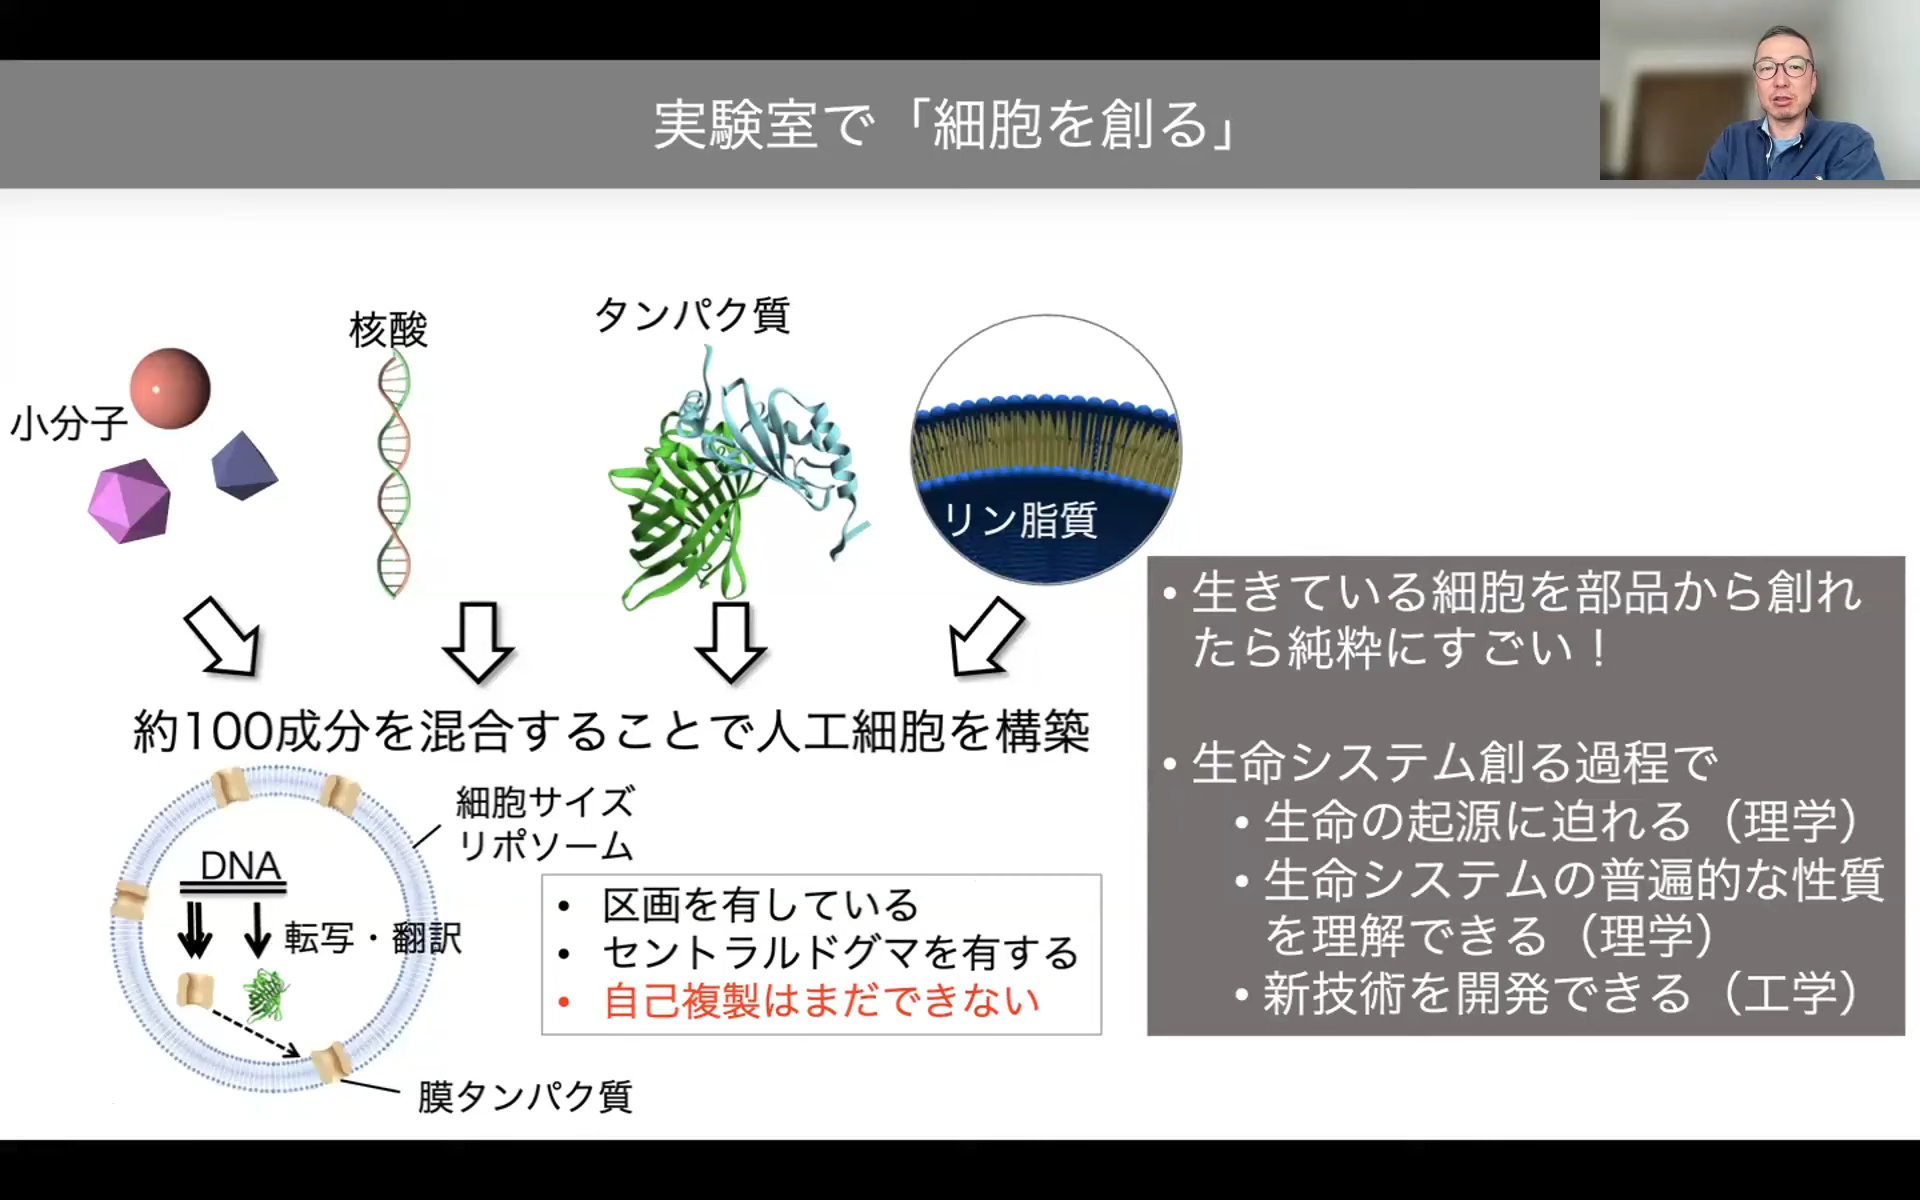 実験室で「細胞を創る」
小分子
核酸
タンパク質
リン脂質
約100成分を混合することで人工細胞を構築
細胞サイズ
リポソーム
DNA
転写・翻訳
膜タンパク質
• 区画を有している
• セントラルドグマを有する
• 自己複製はまだできない
• 生きている細胞を部品から創れ
たら純粋にすごい！
• 生命システム創る過程で
• 生命の起源に迫れる（理学）
• 生命システムの普遍的な性質
を理解できる（理学）
• 新技術を開発できる（工学）